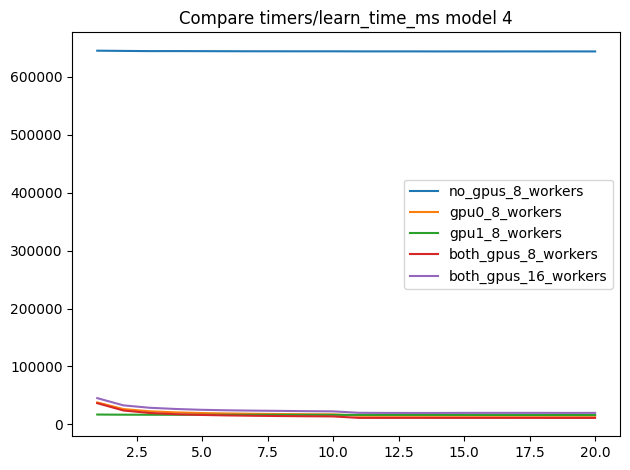 Compare timers/learn_time_ms model 4
600000
500000
400000
300000
200000
100000
0
no_gpus_8_workers
gpu0_8_workers
gpu1_8_workers
both_gpus_8_workers
both_gpus_16_workers
2.5 5.0 7.5 10.0 12.5 15.0 17.5 20.0